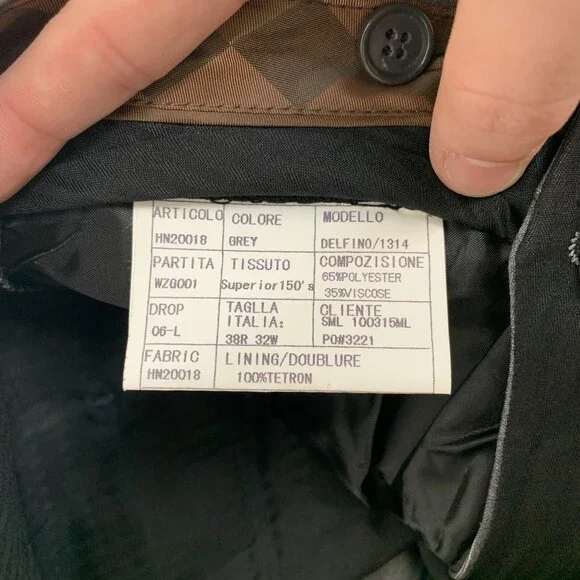 ARTICOLO COLORE MODELLO
HN20018 GREY DELFINO/1314
PARTITA TISSUTO COMPOZISIONE
WZG001 Superior150's 65%POLYESTER
35%VISCOSE
DROP TAGLLA CLIENTE
06-L ITALIA: SML 100315ML
38R 32W PO#3221
FABRIC LINING/DOUBLURE
HN20018 100%TETRON